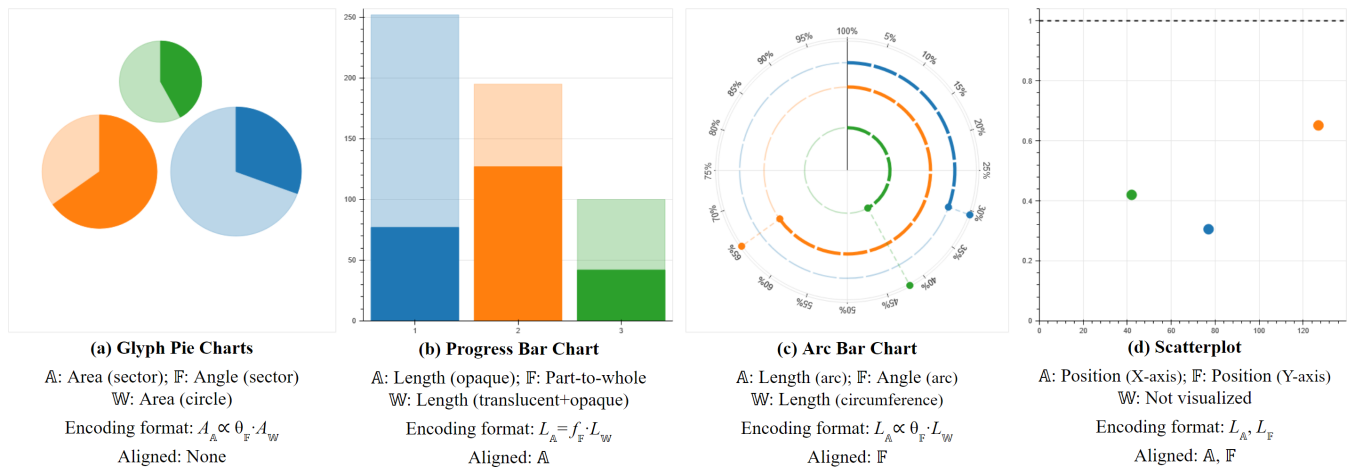 250
200
150
100
50
0
1
2
3
100%
5%
10%
15%
20%
25%
30%
35%
40%
45%
50%
55%
60%
65%
70%
75%
80%
85%
90%
95%
1
0.8
0.6
0.4
0.2
0
0
20
40
60
80
100
120
(a) Glyph Pie Charts
𝔸: Area (sector); 𝔽: Angle (sector)
𝕎: Area (circle)
Encoding format: A𝔸 ∝ θ𝔽·A𝕎
Aligned: None
(b) Progress Bar Chart
𝔸: Length (opaque); 𝔽: Part-to-whole
𝕎: Length (translucent+opaque)
Encoding format: L𝔸 = f𝔽·L𝕎
Aligned: 𝔸
(c) Arc Bar Chart
𝔸: Length (arc); 𝔽: Angle (arc)
𝕎: Length (circumference)
Encoding format: L𝔸 ∝ θ𝔽·L𝕎
Aligned: 𝔽
(d) Scatterplot
𝔸: Position (X-axis); 𝔽: Position (Y-axis)
𝕎: Not visualized
Encoding format: L𝔸, L𝔽
Aligned: 𝔸, 𝔽